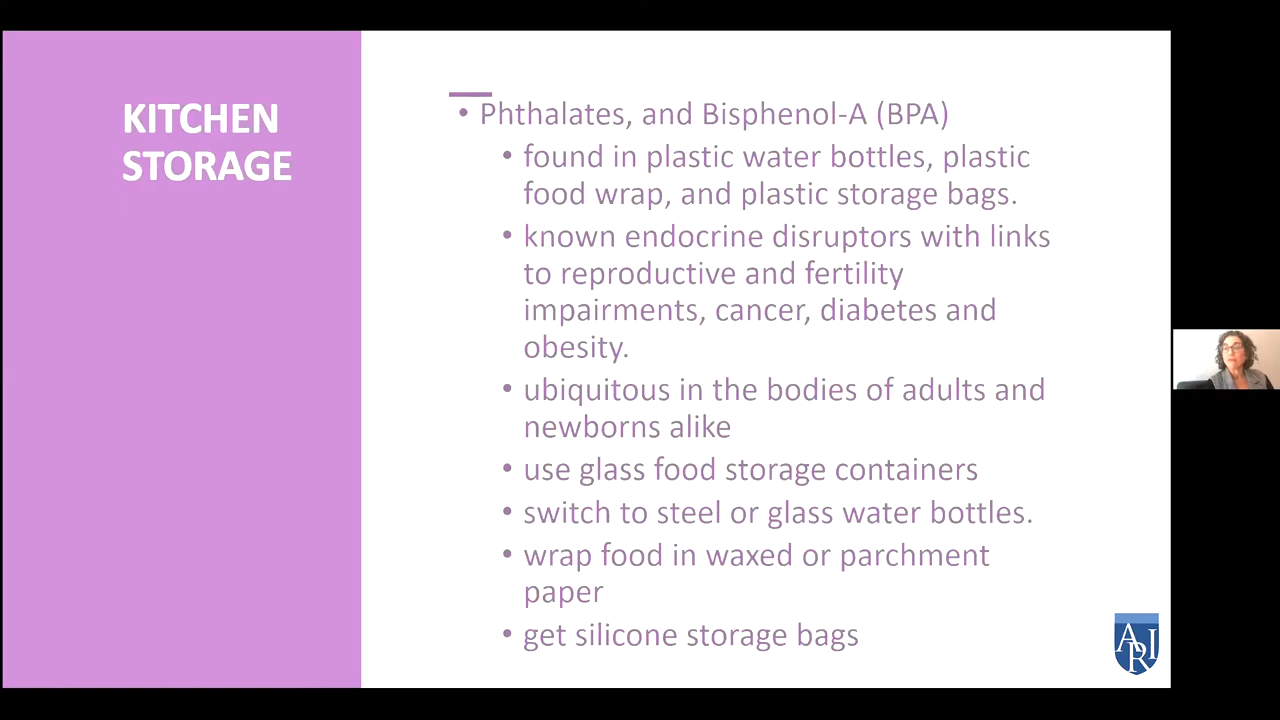 KITCHEN
STORAGE
• Phthalates, and Bisphenol-A (BPA)
• found in plastic water bottles, plastic
food wrap, and plastic storage bags.
• known endocrine disruptors with links
to reproductive and fertility
impairments, cancer, diabetes and
obesity.
• ubiquitous in the bodies of adults and
newborns alike
• use glass food storage containers
• switch to steel or glass water bottles.
• wrap food in waxed or parchment
paper
• get silicone storage bags
ARI